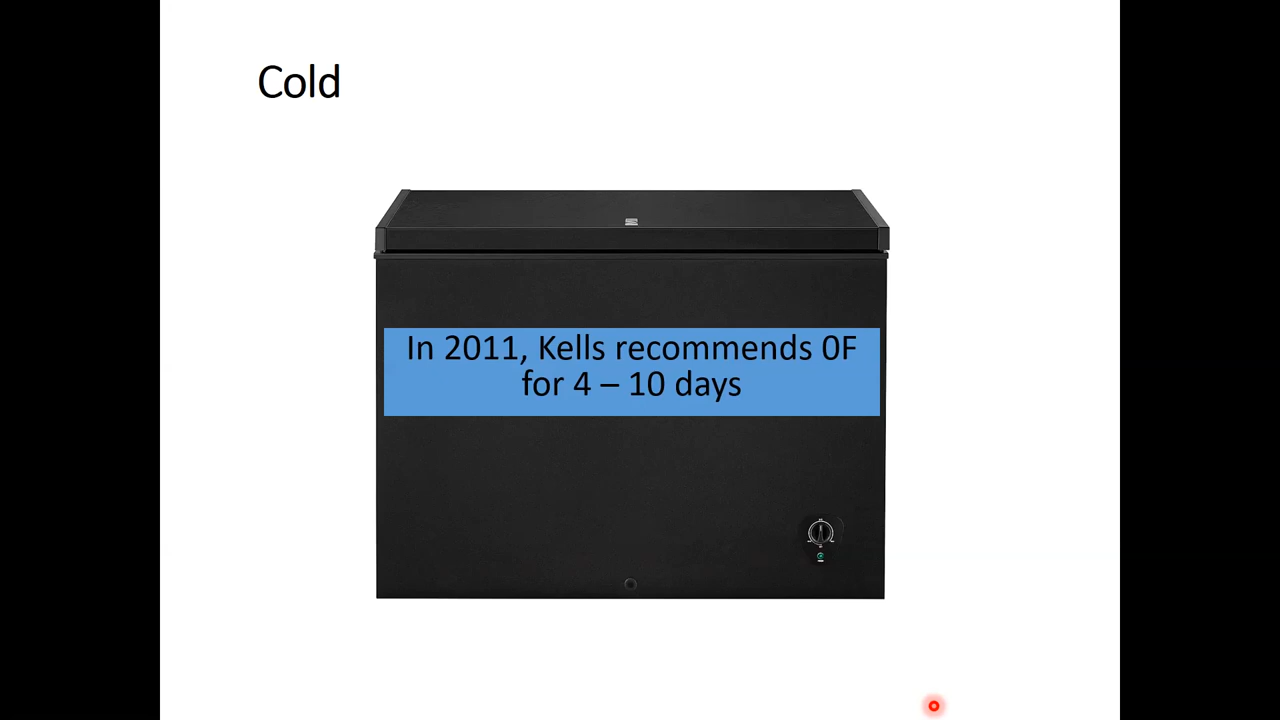 Cold
In 2011, Kells recommends 0F
for 4 – 10 days